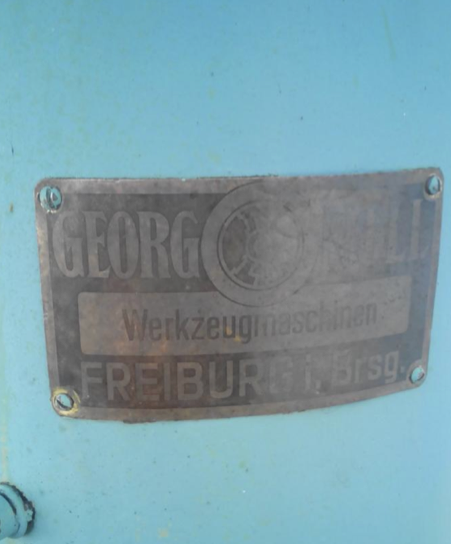 GEORG
Werkzeugmaschinen
FREIBURG i, Brsg.